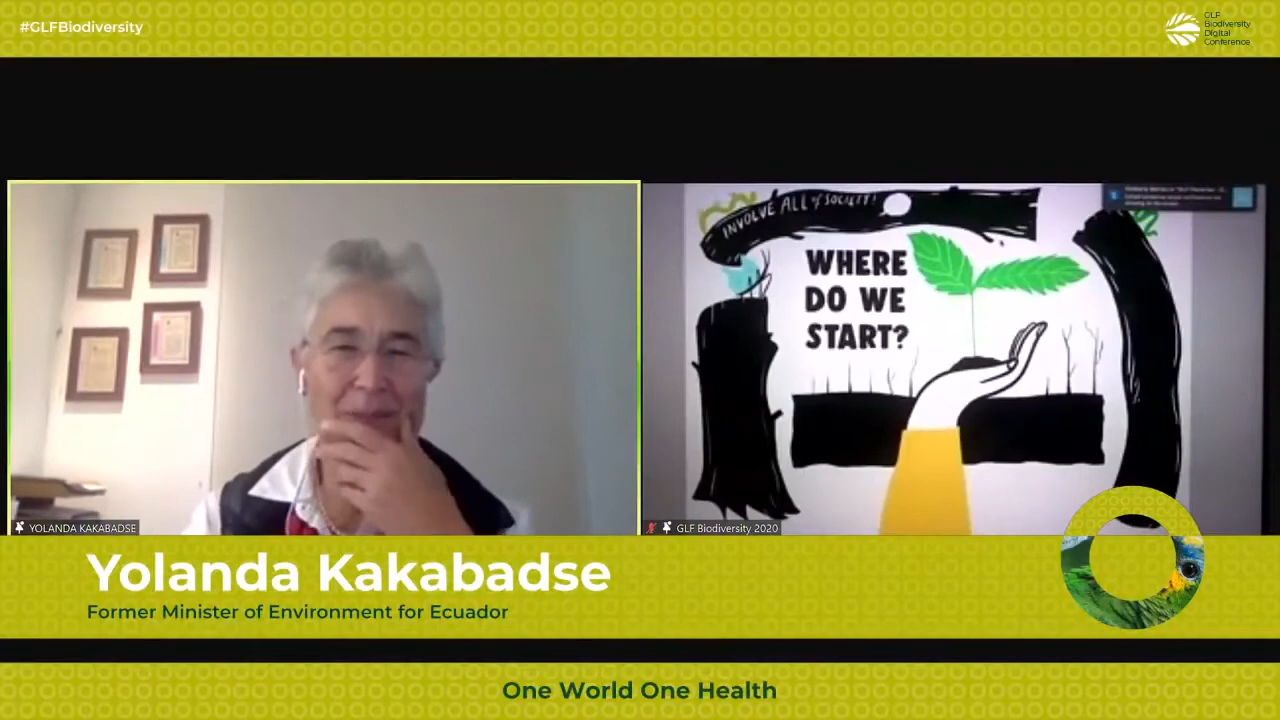 #GLFBiodiversity
GLF
Biodiversity
Digital
Conference
INVOLVE ALL of SOCIETY!
WHERE
DO WE
START?
YOLANDA KAKABADSE
GLF Biodiversity 2020
Yolanda Kakabadse
Former Minister of Environment for Ecuador
One World One Health